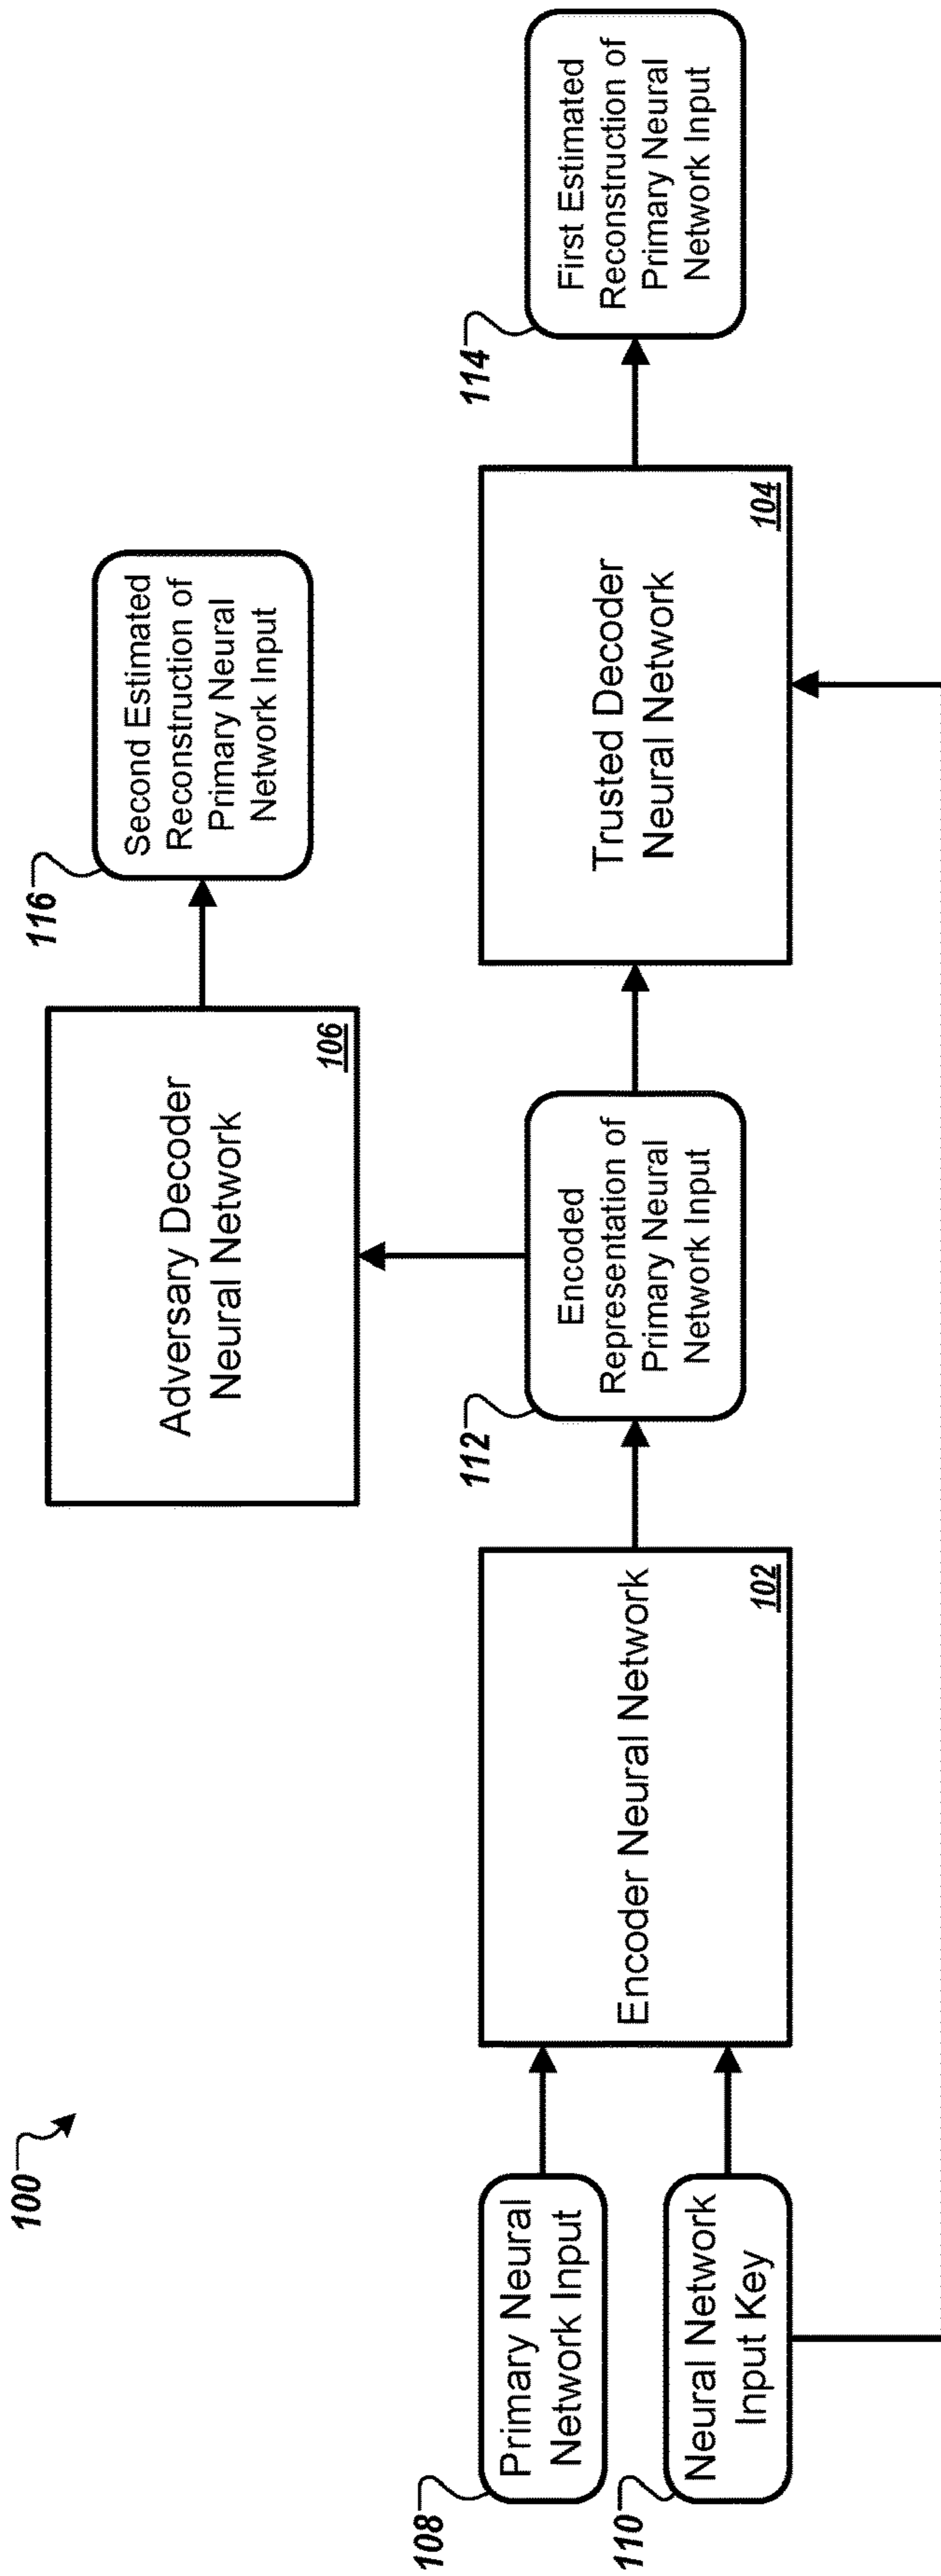 100
116
Adversary Decoder
Neural Network
106
Second Estimated
Reconstruction of
Primary Neural
Network Input
108
Primary Neural
Network Input
110
Neural Network
Input Key
Encoder Neural Network
102
112
Encoded
Representation of
Primary Neural
Network Input
Trusted Decoder
Neural Network
104
114
First Estimated
Reconstruction of
Primary Neural
Network Input